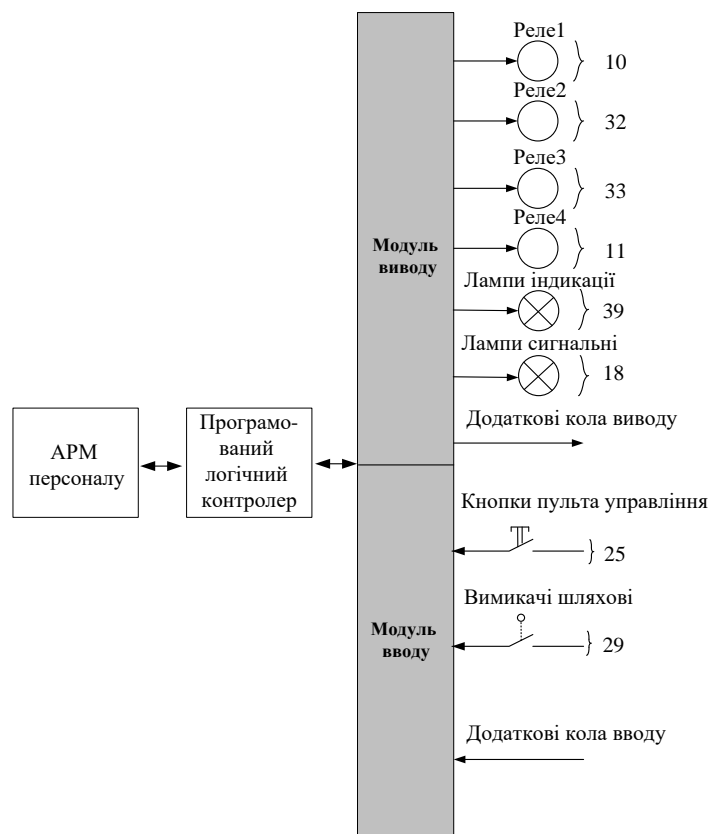 Реле1
10
Реле2
32
Реле3
33
Реле4
11
Модуль
виводу
Лампи індикації
39
Лампи сигнальні
18
Додаткові кола виводу
АРМ
персоналу
Програмо-
ваний
логічний
контролер
Кнопки пульта управління
25
Вимикачі шляхові
29
Модуль
вводу
Додаткові кола вводу